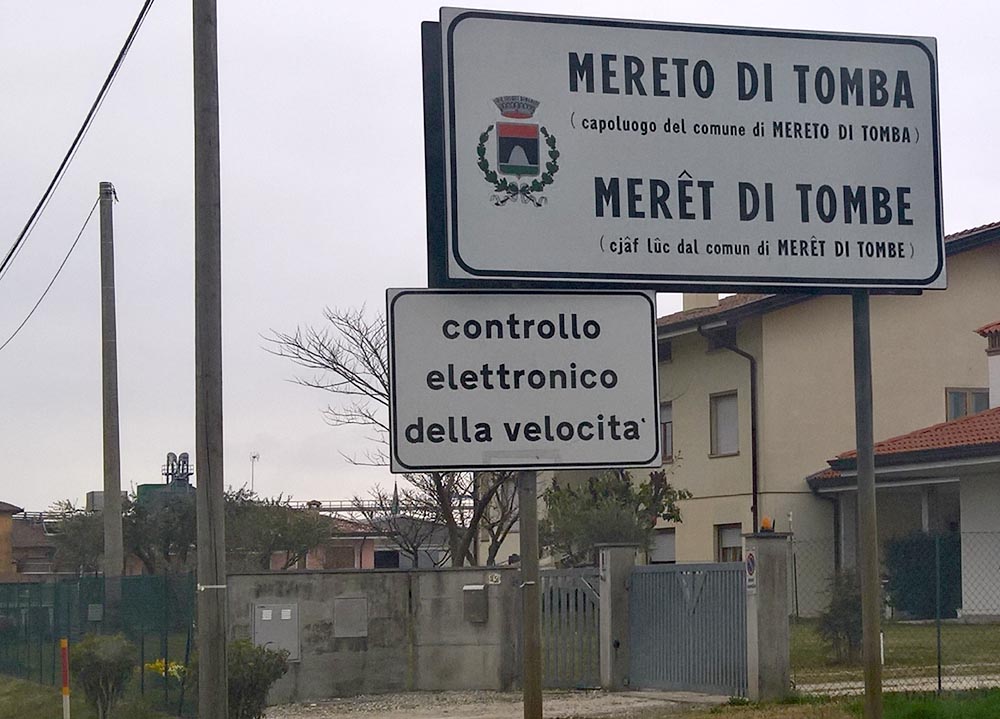 MERETO DI TOMBA
(capoluogo del comune di MERETO DI TOMBA)
MERÊT DI TOMBE
(cjâf lûc dal comun di MERÊT DI TOMBE)
controllo
elettronico
della velocita'